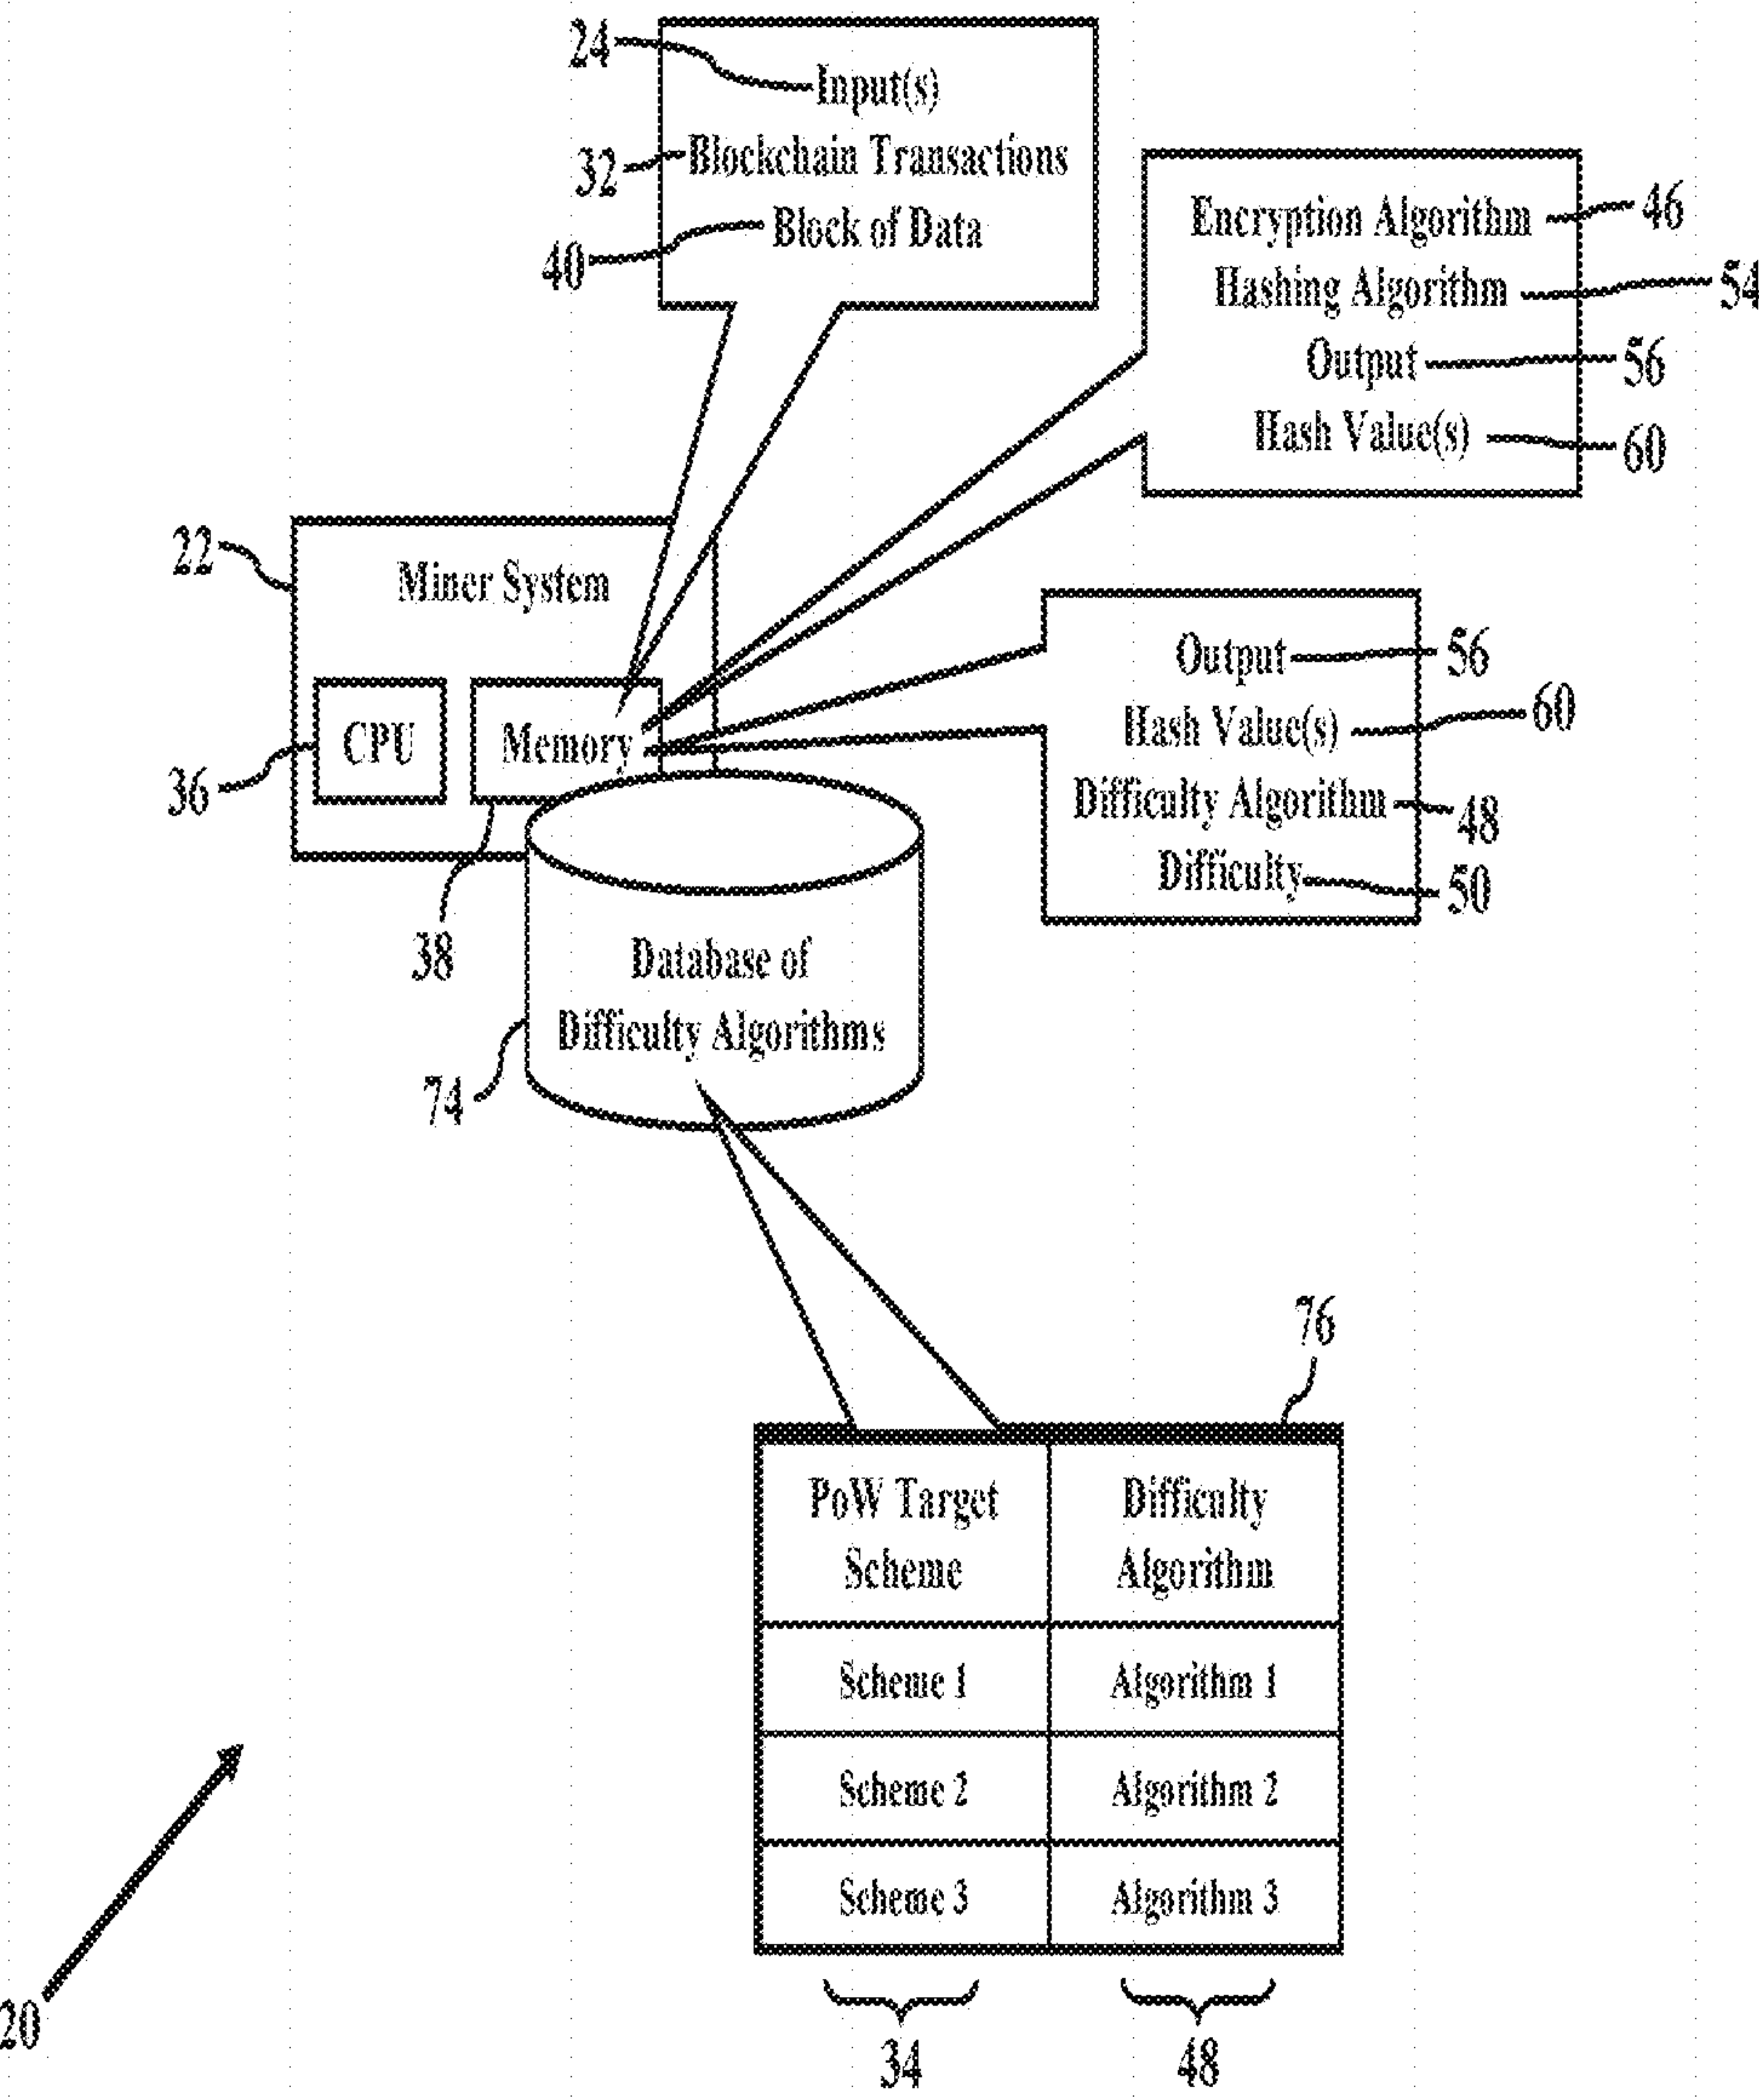 24
Input(s)
32
Blockchain Transactions
40
Block of Data
Encryption Algorithm
46
Hashing Algorithm
54
Output
56
Hash Value(s)
60
22
Miner System
36
CPU
Memory
38
Output
56
Hash Value(s)
60
Difficulty Algorithm
48
Difficulty
50
Database of
Difficulty Algorithms
74
76
PoW Target
Scheme
Difficulty
Algorithm
Scheme 1
Algorithm 1
Scheme 2
Algorithm 2
Scheme 3
Algorithm 3
34
48
20